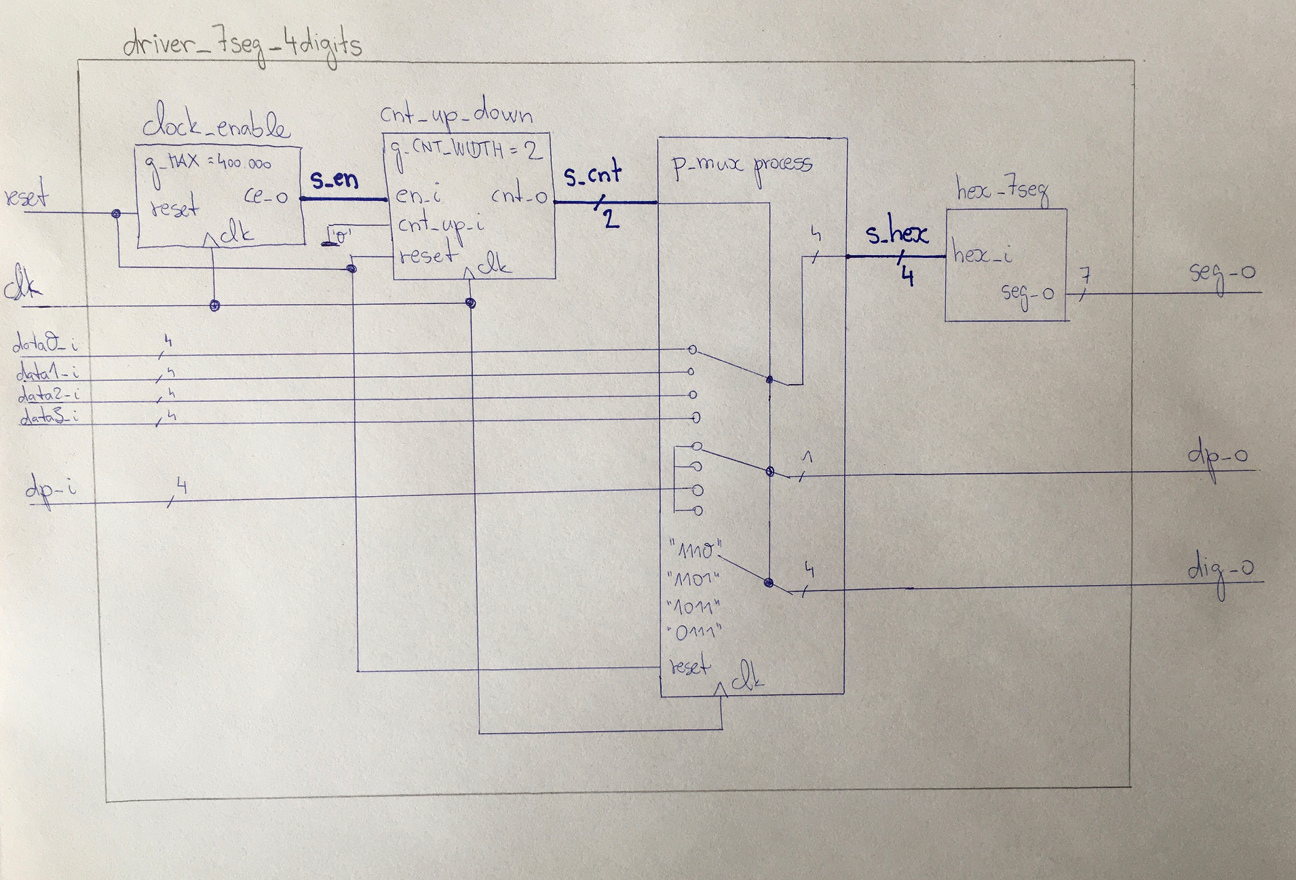 driver_7seg_4digits
clock_enable
g_MAX = 400.000
ce_o
reset
clk
cnt_up_down
g_CNT_WIDTH = 2
en_i
cnt_o
cnt_up_i
reset
clk
reset
s_en
'0'
s_cnt
2
p_mux process
4
s_hex
4
hex_7seg
hex_i
seg_o
7
seg_o
clk
data0_i
4
data1_i
4
data2_i
4
data3_i
4
dp_i
4
1
dp_o
"1110"
"1101"
"1011"
"0111"
4
dig_o
reset
clk